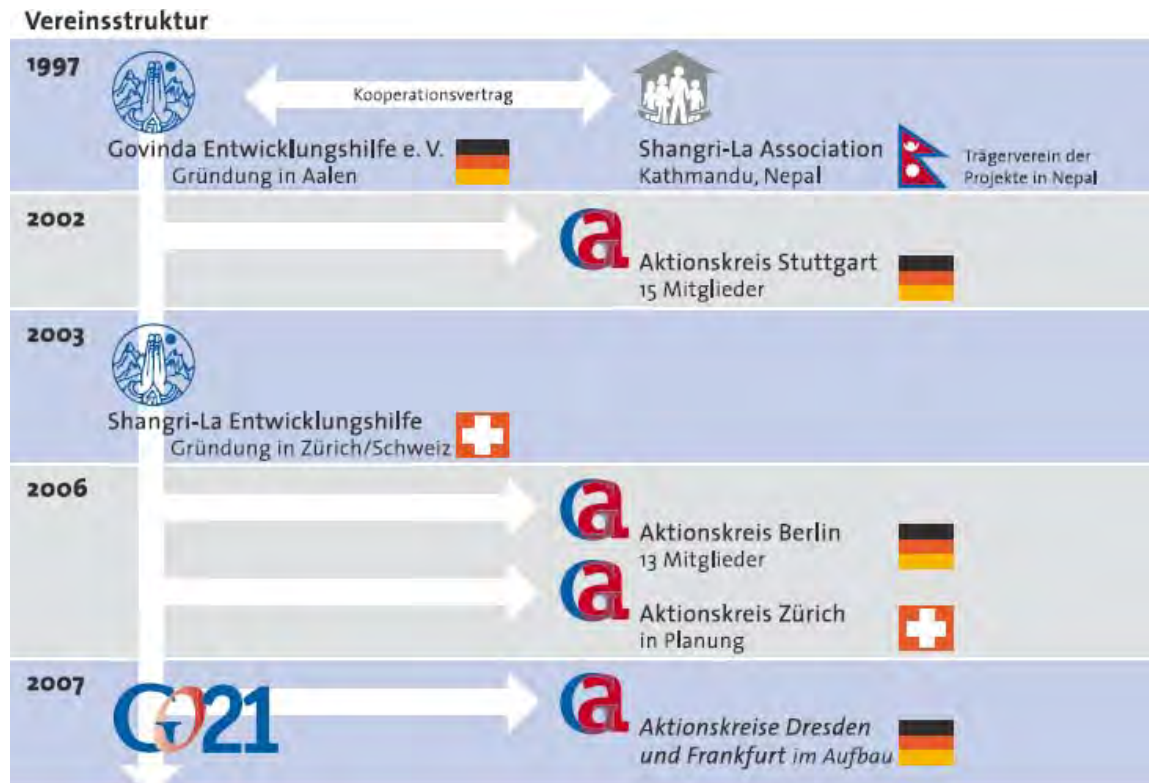 Vereinsstruktur
1997
Kooperationsvertrag
Govinda Entwicklungshilfe e. V.
Gründung in Aalen
Shangri-La Association
Kathmandu, Nepal
Trägerverein der
Projekte in Nepal
2002
Aktionskreis Stuttgart
15 Mitglieder
2003
Shangri-La Entwicklungshilfe
Gründung in Zürich/Schweiz
2006
Aktionskreis Berlin
13 Mitglieder
Aktionskreis Zürich
in Planung
2007
GO21
Aktionskreise Dresden
und Frankfurt im Aufbau